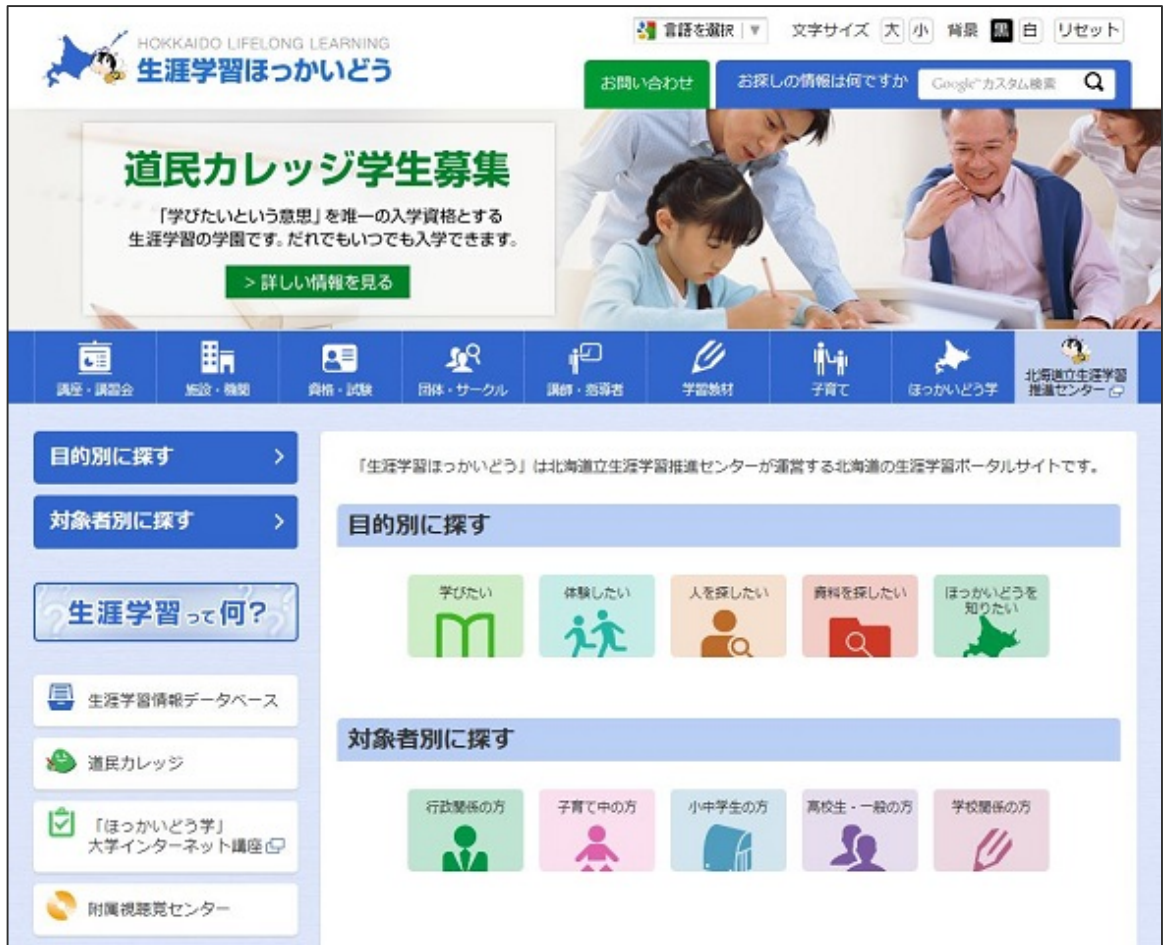 HOKKAIDO LIFELONG LEARNING
生涯学習ほっかいどう
言語を選択 | ▼
文字サイズ 大 小 背景 黒 白 リセット
お問い合わせ
お探しの情報は何ですか
Google™カスタム検索
道民カレッジ学生募集
「学びたいという意思」を唯一の入学資格とする
生涯学習の学園です。だれでもいつでも入学できます。
> 詳しい情報を見る
講座・講習会
施設・機関
資格・試験
団体・サークル
講師・指導者
学習教材
子育て
ほっかいどう学
北海道立生涯学習
推進センター
目的別に探す
対象者別に探す
生涯学習って何?
生涯学習情報データベース
道民カレッジ
「ほっかいどう学」
大学インターネット講座
附属視聴覚センター
「生涯学習ほっかいどう」は北海道立生涯学習推進センターが運営する北海道の生涯学習ポータルサイトです。
目的別に探す
学びたい
体験したい
人を探したい
資料を探したい
ほっかいどうを
知りたい
対象者別に探す
行政関係の方
子育て中の方
小中学生の方
高校生・一般の方
学校関係の方